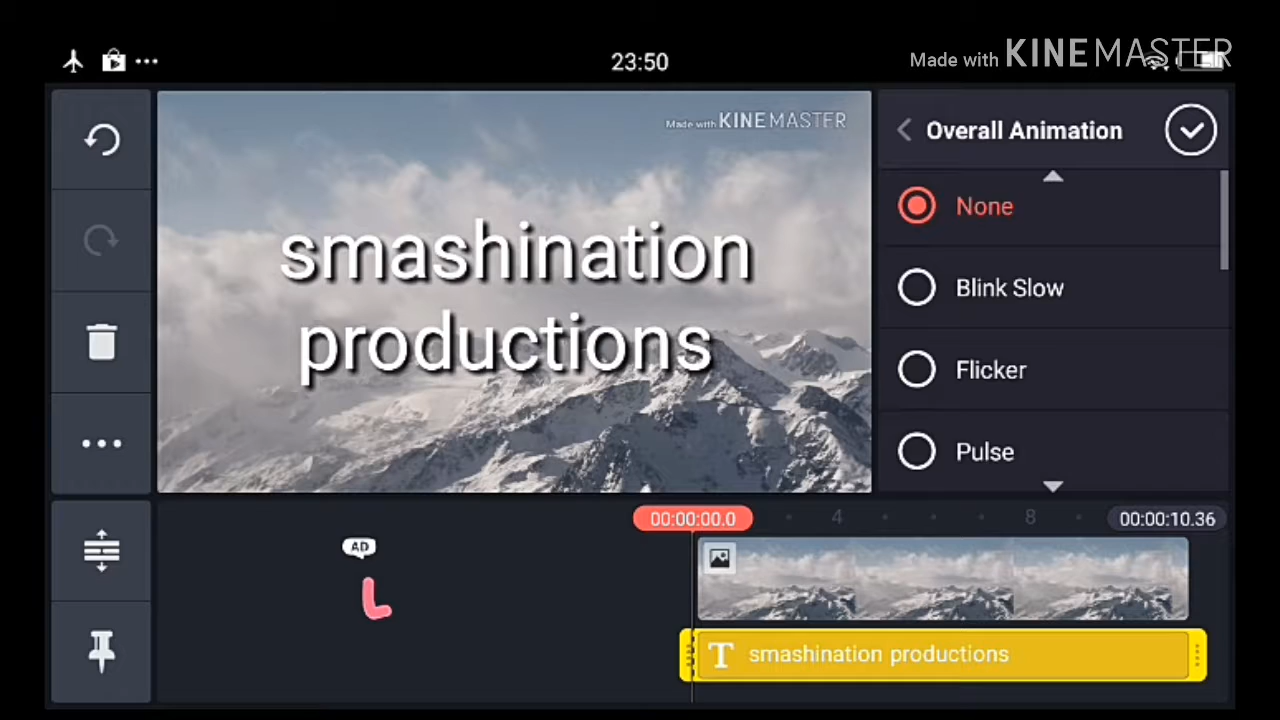 23:50
Made with KINEMASTER
Made with KINEMASTER
Overall Animation
smashination
productions
None
Blink Slow
Flicker
Pulse
00:00:00.0
4
8
00:00:10.36
AD
T smashination productions